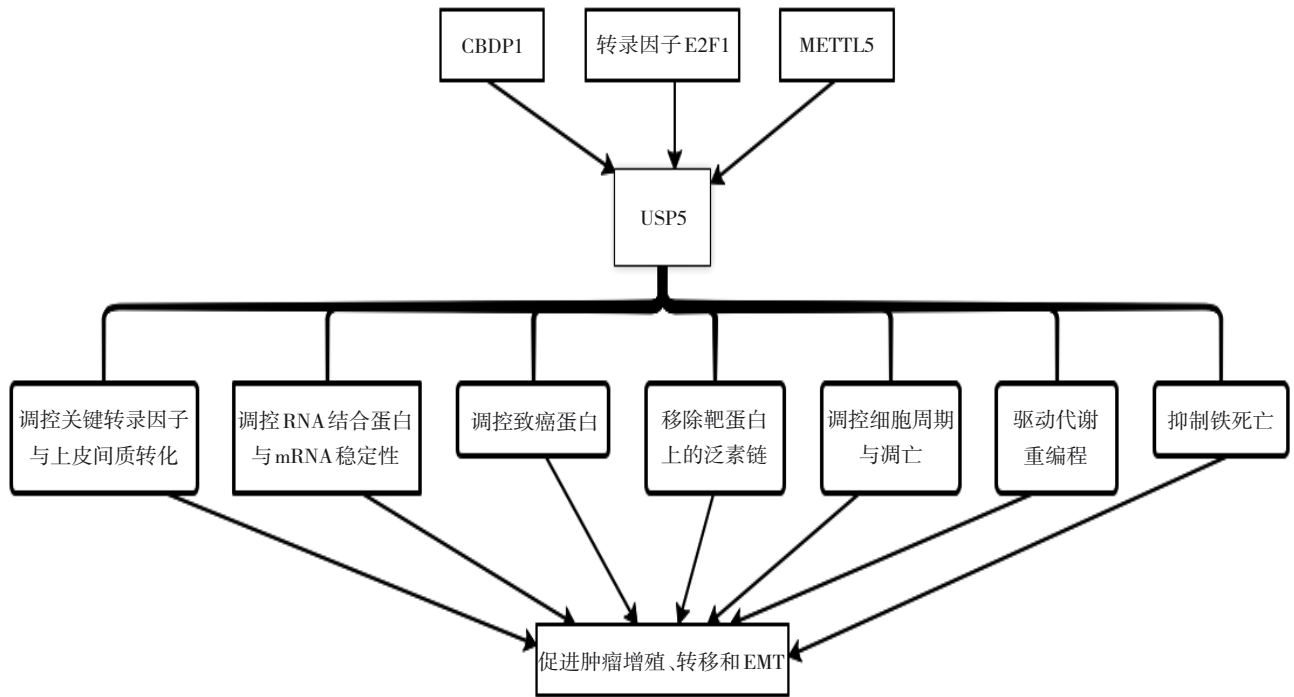 CBDP1
转录因子E2F1
METTL5
USP5
调控关键转录因子
与上皮间质转化
调控RNA结合蛋白
与mRNA稳定性
调控致癌蛋白
移除靶蛋白
上的泛素链
调控细胞周期
与凋亡
驱动代谢
重编程
抑制铁死亡
促进肿瘤增殖、转移和EMT